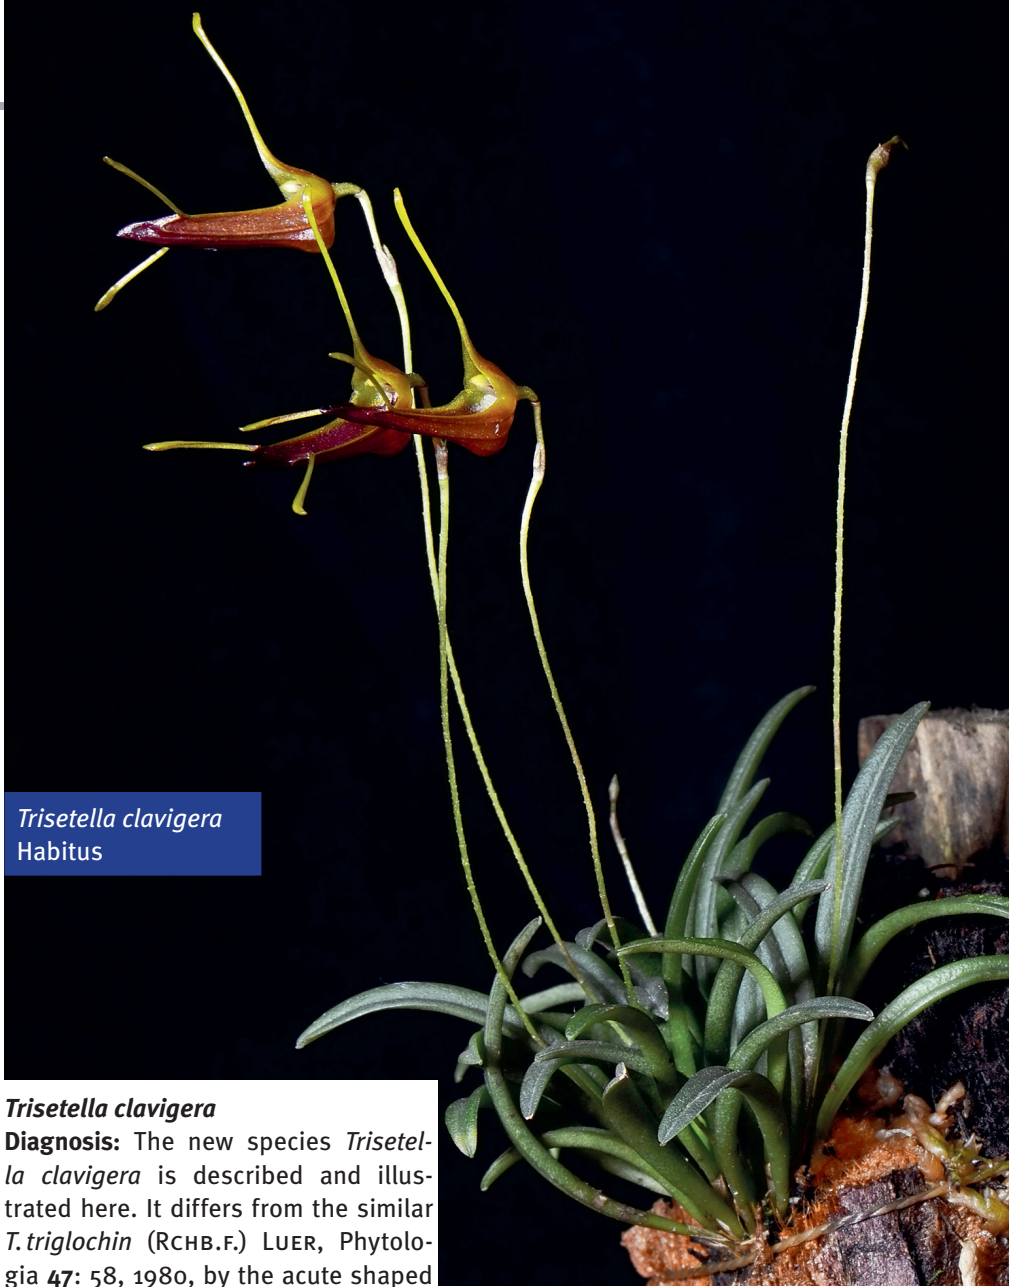 Trisetella clavigera
Habitus
Trisetella clavigera
Diagnosis: The new species Trisetel-
la clavigera is described and illus-
trated here. It differs from the similar
T. triglochin (RCHB.F.) LUER, Phytolo-
gia 47: 58, 1980, by the acute shaped